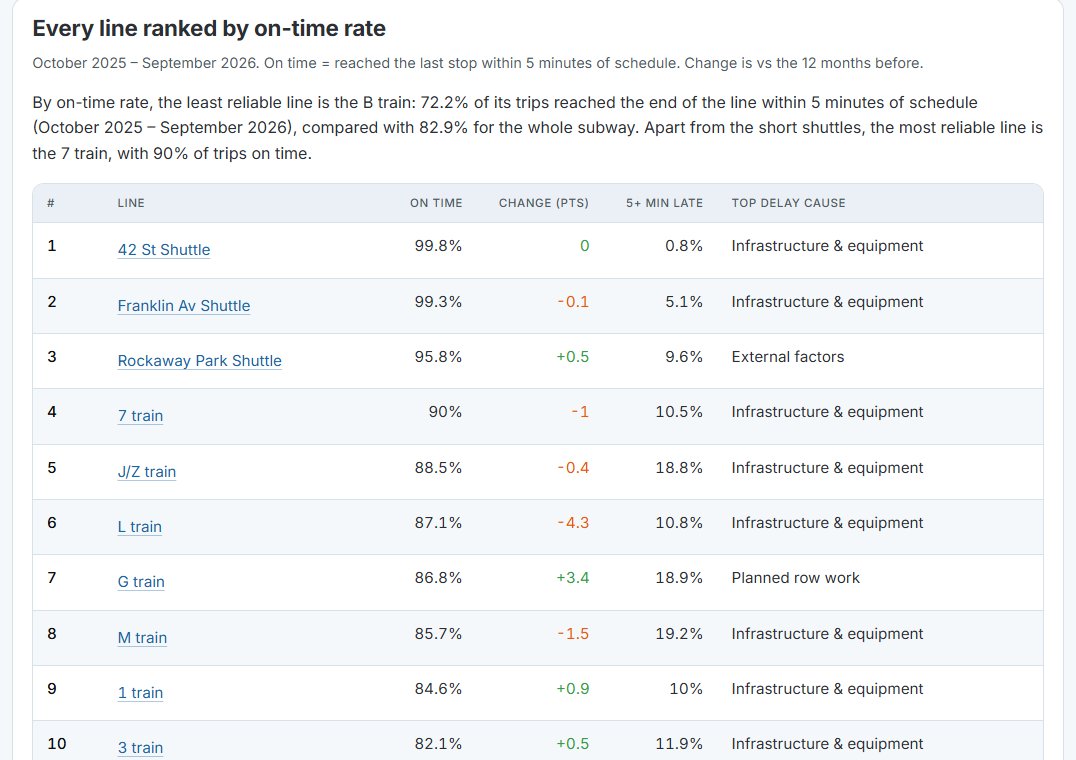 Every line ranked by on-time rate
October 2025 – September 2026. On time = reached the last stop within 5 minutes of schedule. Change is vs the 12 months before.
By on-time rate, the least reliable line is the B train: 72.2% of its trips reached the end of the line within 5 minutes of schedule
(October 2025 – September 2026), compared with 82.9% for the whole subway. Apart from the short shuttles, the most reliable line is
the 7 train, with 90% of trips on time.
# LINE ON TIME CHANGE (PTS) 5+ MIN LATE TOP DELAY CAUSE
1 42 St Shuttle 99.8% 0 0.8% Infrastructure & equipment
2 Franklin Av Shuttle 99.3% -0.1 5.1% Infrastructure & equipment
3 Rockaway Park Shuttle 95.8% +0.5 9.6% External factors
4 7 train 90% -1 10.5% Infrastructure & equipment
5 J/Z train 88.5% -0.4 18.8% Infrastructure & equipment
6 L train 87.1% -4.3 10.8% Infrastructure & equipment
7 G train 86.8% +3.4 18.9% Planned row work
8 M train 85.7% -1.5 19.2% Infrastructure & equipment
9 1 train 84.6% +0.9 10% Infrastructure & equipment
10 3 train 82.1% +0.5 11.9% Infrastructure & equipment